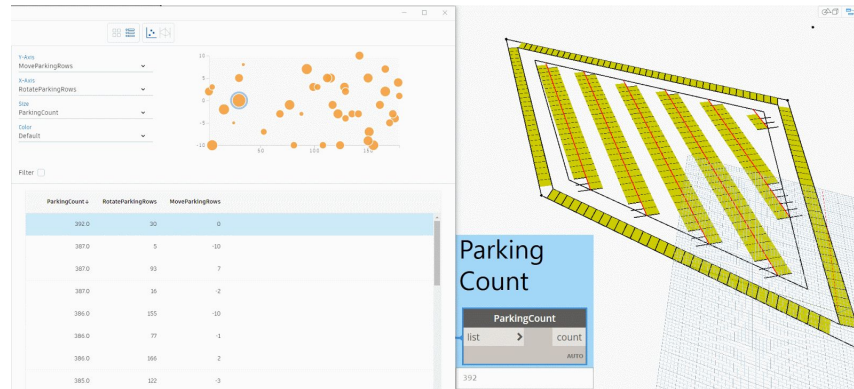 Y-Axis
MoveParkingRows
X-Axis
RotateParkingRows
Size
ParkingCount
Color
Default
Filter
10
5
0
-5
-10
50
100
150
ParkingCount↓ RotateParkingRows MoveParkingRows
392.0 30 0
387.0 5 -10
387.0 93 7
387.0 16 -2
386.0 155 -10
386.0 77 -1
386.0 166 2
385.0 122 -3
Parking
Count
ParkingCount
list > count
AUTO
392